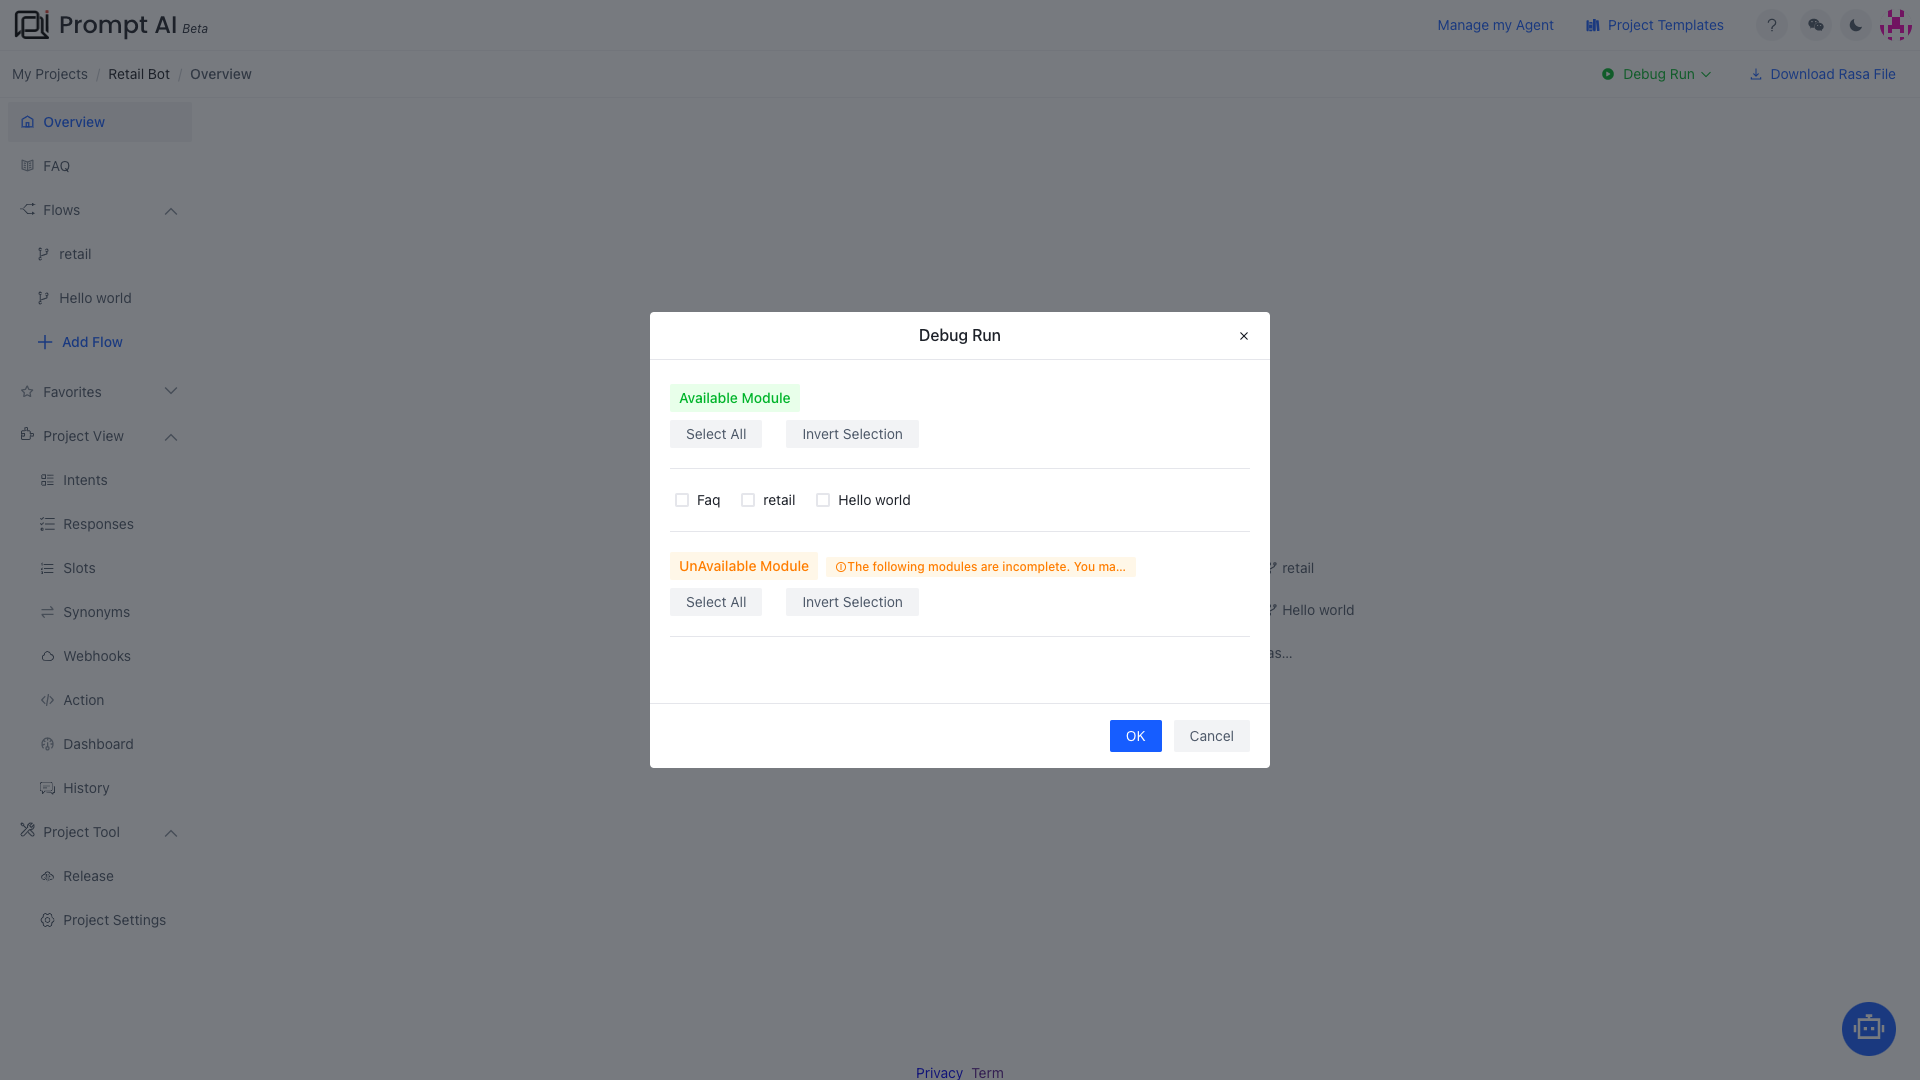 Prompt AI Beta
Manage my Agent
Project Templates
My Projects / Retail Bot / Overview
Debug Run
Download Rasa File
Overview
FAQ
Flows
retail
Hello world
Add Flow
Favorites
Project View
Intents
Responses
Slots
Synonyms
Webhooks
Action
Dashboard
History
Project Tool
Release
Project Settings
Debug Run
Available Module
Select All
Invert Selection
Faq
retail
Hello world
UnAvailable Module
The following modules are incomplete. You ma...
Select All
Invert Selection
OK
Cancel
retail
Hello world
as...
Privacy Term